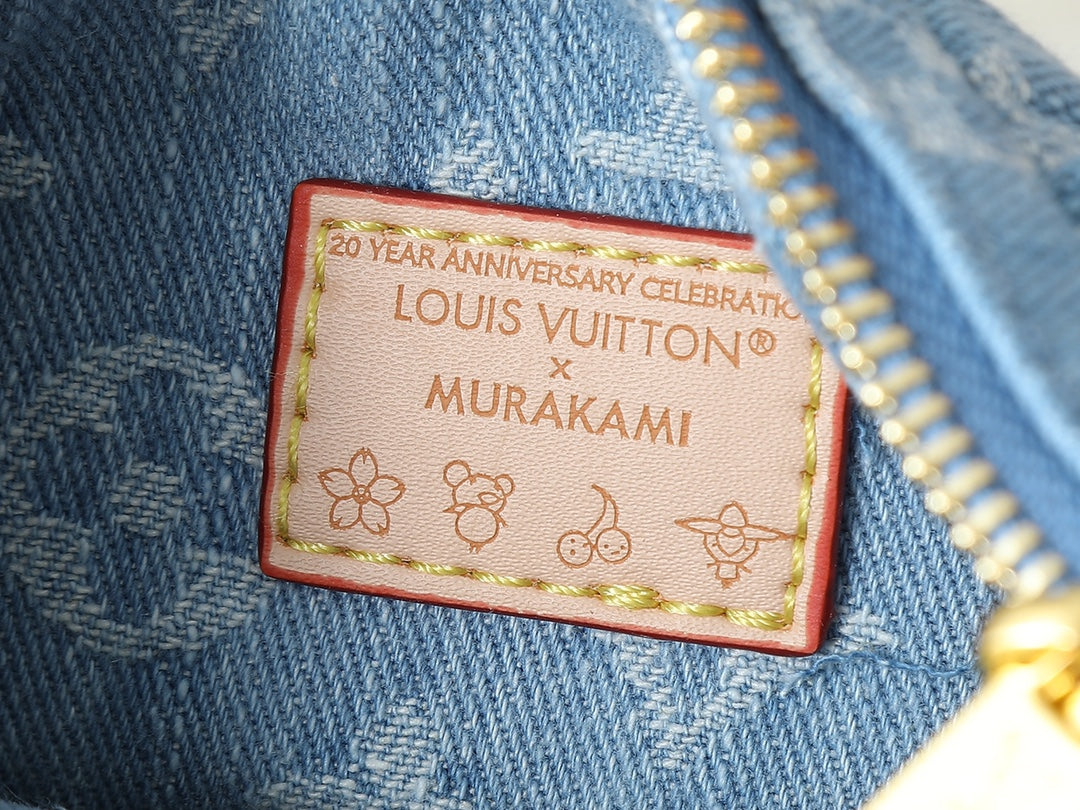 20 YEAR ANNIVERSARY CELEBRATIO
LOUIS VUITTON®
x
MURAKAMI